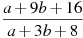 a + 9b + 16
a + 3b + 8